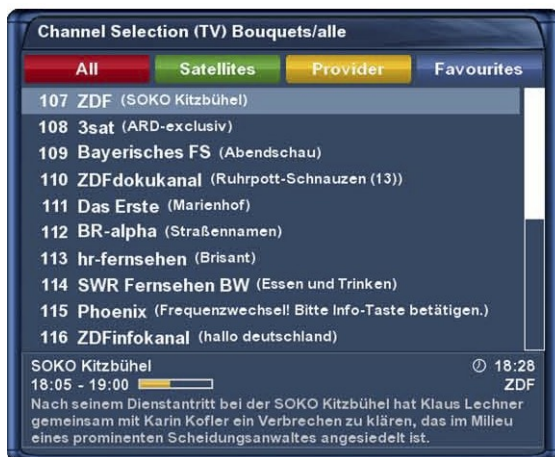 Channel Selection (TV) Bouquets/alle
All Satellites Provider Favourites
107 ZDF (SOKO Kitzbühel)
108 3sat (ARD-exclusiv)
109 Bayerisches FS (Abendschau)
110 ZDFdokukanal (Ruhrpott-Schnauzen (13))
111 Das Erste (Marienhof)
112 BR-alpha (Straßennamen)
113 hr-fernsehen (Brisant)
114 SWR Fernsehen BW (Essen und Trinken)
115 Phoenix (Frequenzwechsel! Bitte Info-Taste betätigen.)
116 ZDFinfokanal (hallo deutschland)
SOKO Kitzbühel 18:28
18:05 - 19:00 ZDF
Nach seinem Dienstantritt bei der SOKO Kitzbühel hat Klaus Lechner
gemeinsam mit Karin Kofler ein Verbrechen zu klären, das im Milieu
eines prominenten Scheidungsanwaltes angesiedelt ist.